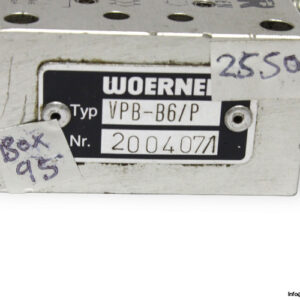 WOERNE
2550
Typ VPB-B6/P
Nr. 200407/1
Box
95-